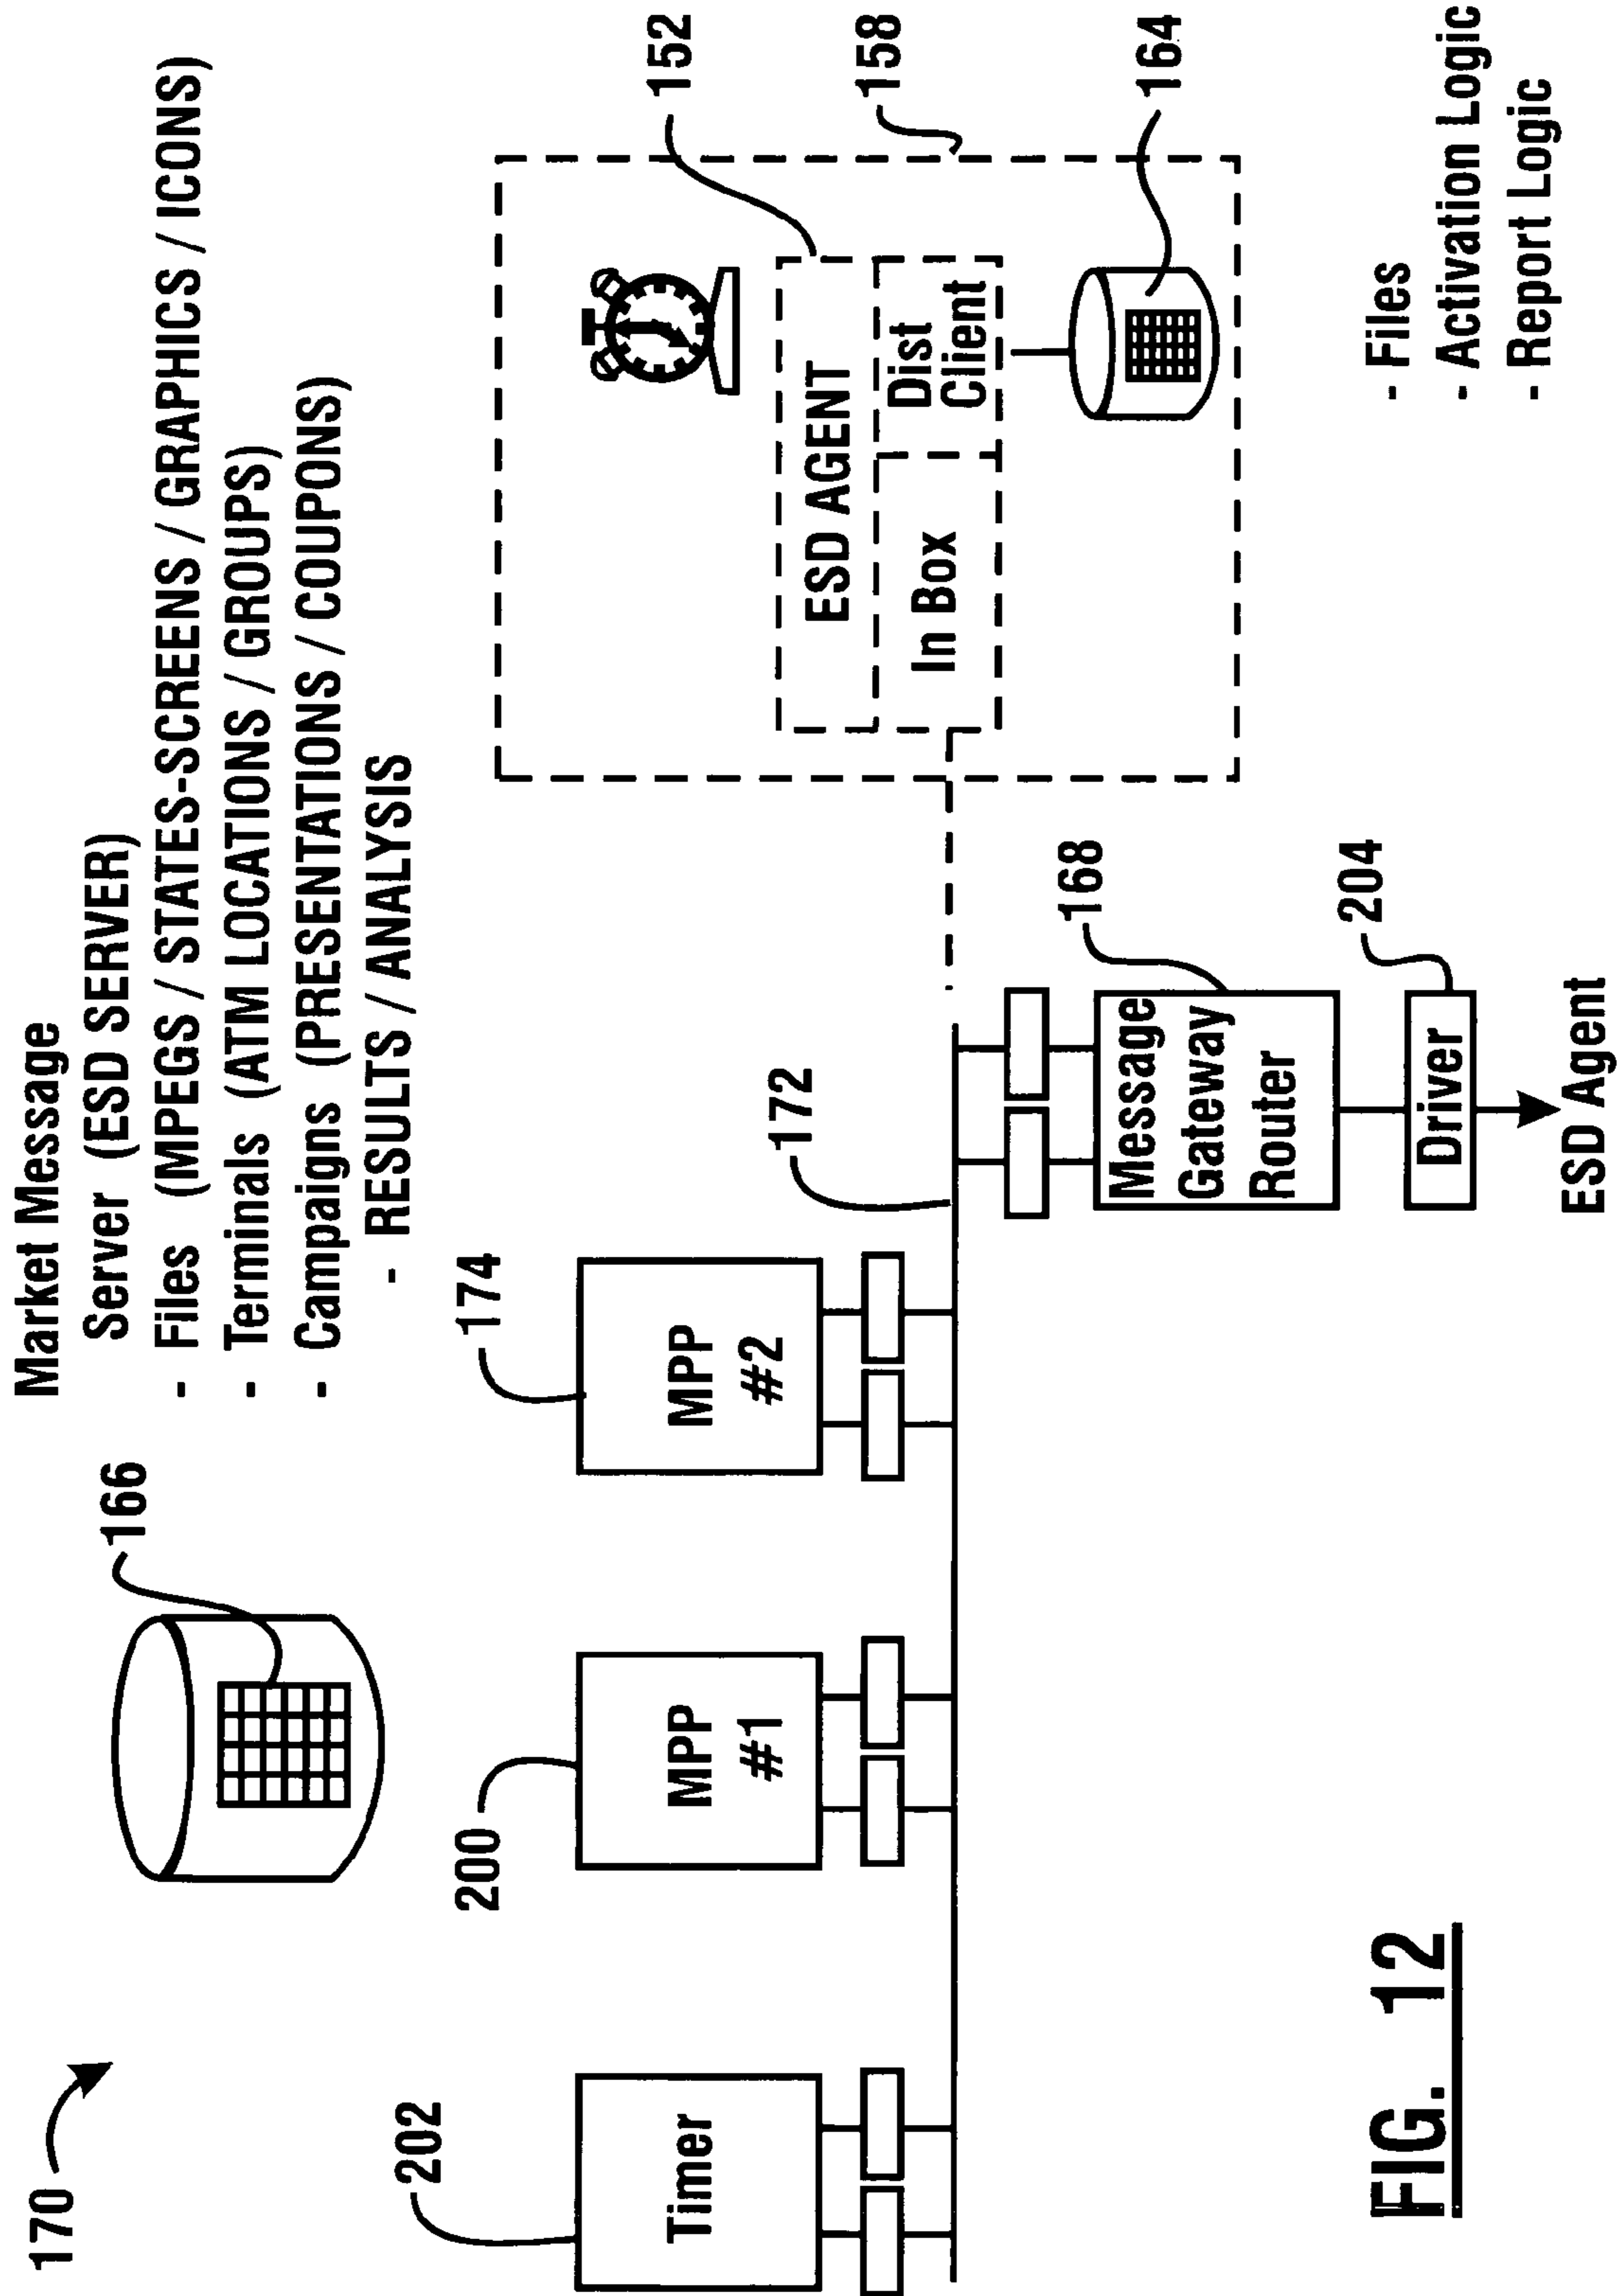 170
166
Market Message
Server (ESD SERVER)
- Files (MPEGS / STATES-SCREENS / GRAPHICS / ICONS)
- Terminals (ATM LOCATIONS / GROUPS)
- Campaigns (PRESENTATIONS / COUPONS)
- RESULTS / ANALYSIS
202
200
174
Timer
MPP
#1
MPP
#2
172
152
158
164
ESD AGENT
In Box
Dist
Client
168
Message
Gateway
Router
204
Driver
ESD Agent
- Files
- Activation Logic
- Report Logic
FIG. 12